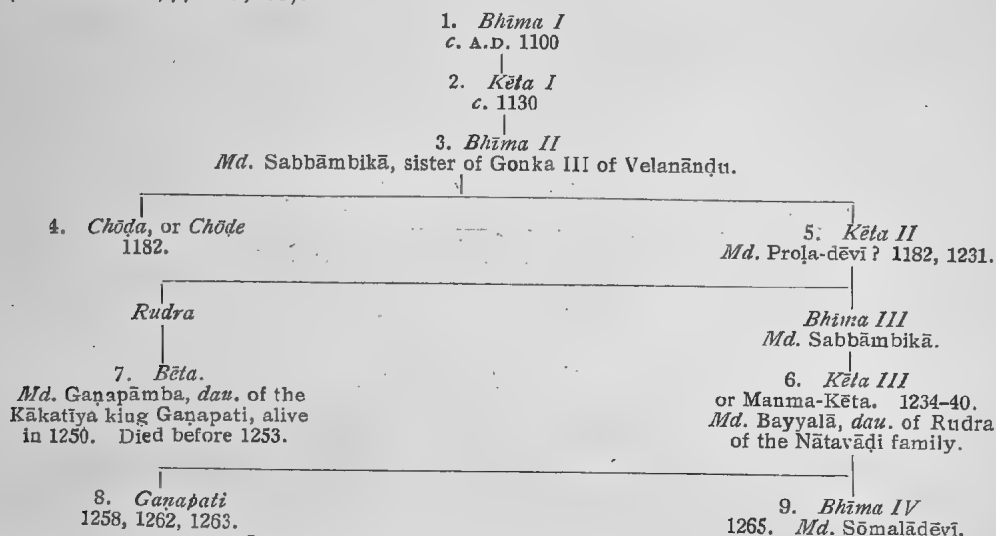 1. Bhīma I
c. A.D. 1100
2. Kēta I
c. 1130
3. Bhīma II
Md. Sabbāmbikā, sister of Gonka III of Velanāṇḍu.
4. Chōḍa, or Chōḍe
1182.
5. Kēta II
Md. Proḷa-dēvī ? 1182, 1231.
Rudra
Bhīma III
Md. Sabbāmbikā.
7. Bēta.
Md. Gaṇapāmba, dau. of the
Kākatīya king Gaṇapati, alive
in 1250. Died before 1253.
6. Kēta III
or Manma-Kēta. 1234–40.
Md. Bayyalā, dau. of Rudra
of the Nātavāḍi family.
8. Gaṇapati
1258, 1262, 1263.
9. Bhīma IV
1265. Md. Sōmalādēvī.